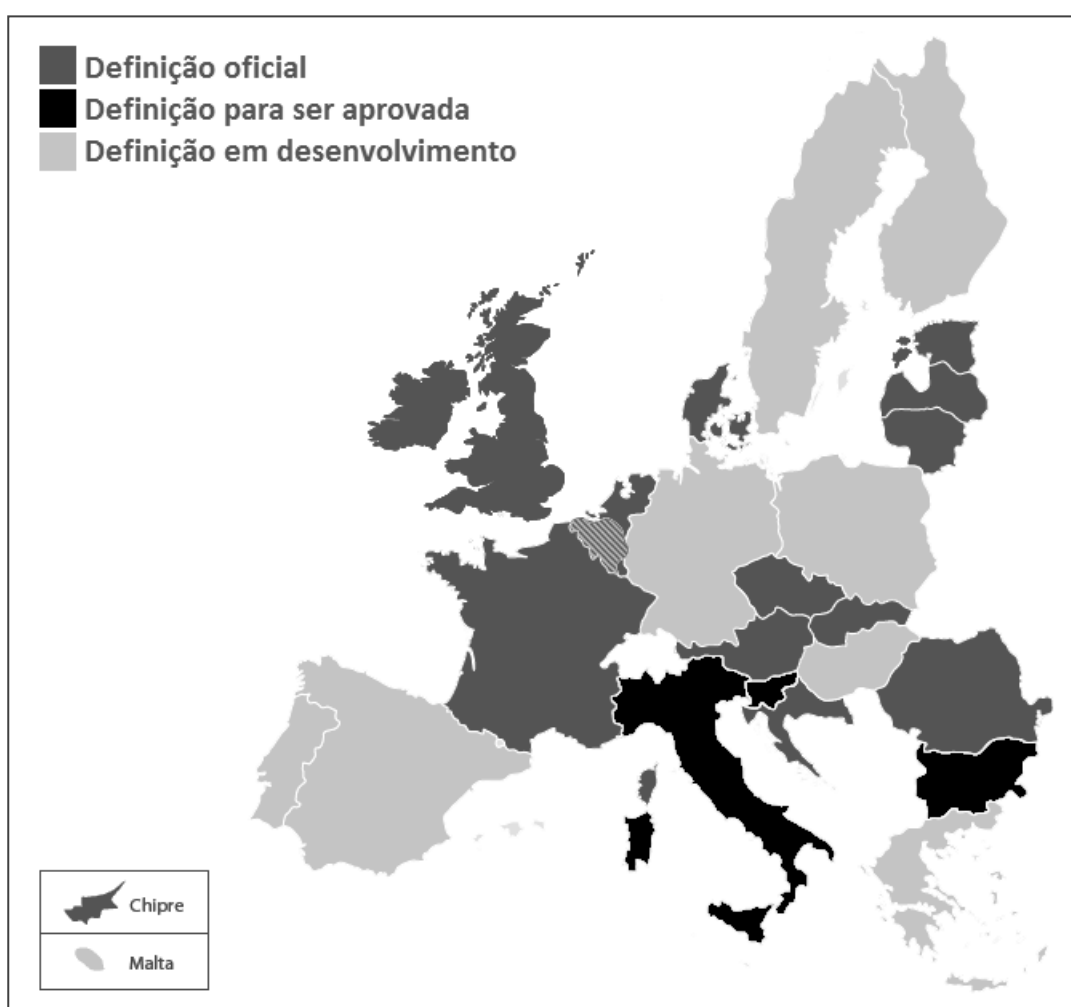 Definição oficial
Definição para ser aprovada
Definição em desenvolvimento
Chipre
Malta